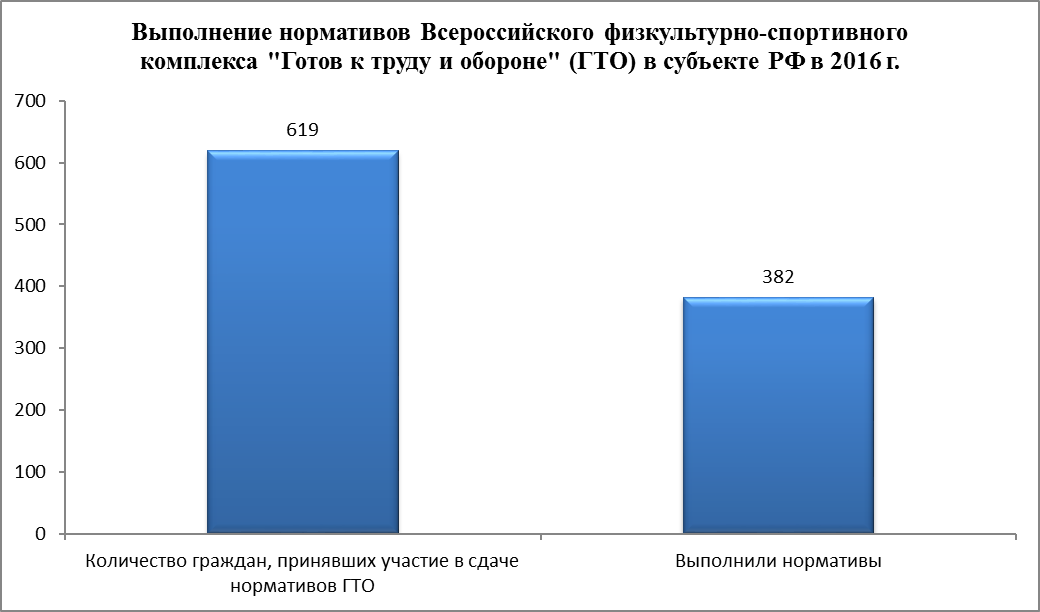 Выполнение нормативов Всероссийского физкультурно-спортивного
комплекса "Готов к труду и обороне" (ГТО) в субъекте РФ в 2016 г.
700
600
500
400
300
200
100
0
619
382
Количество граждан, принявших участие в сдаче
нормативов ГТО
Выполнили нормативы